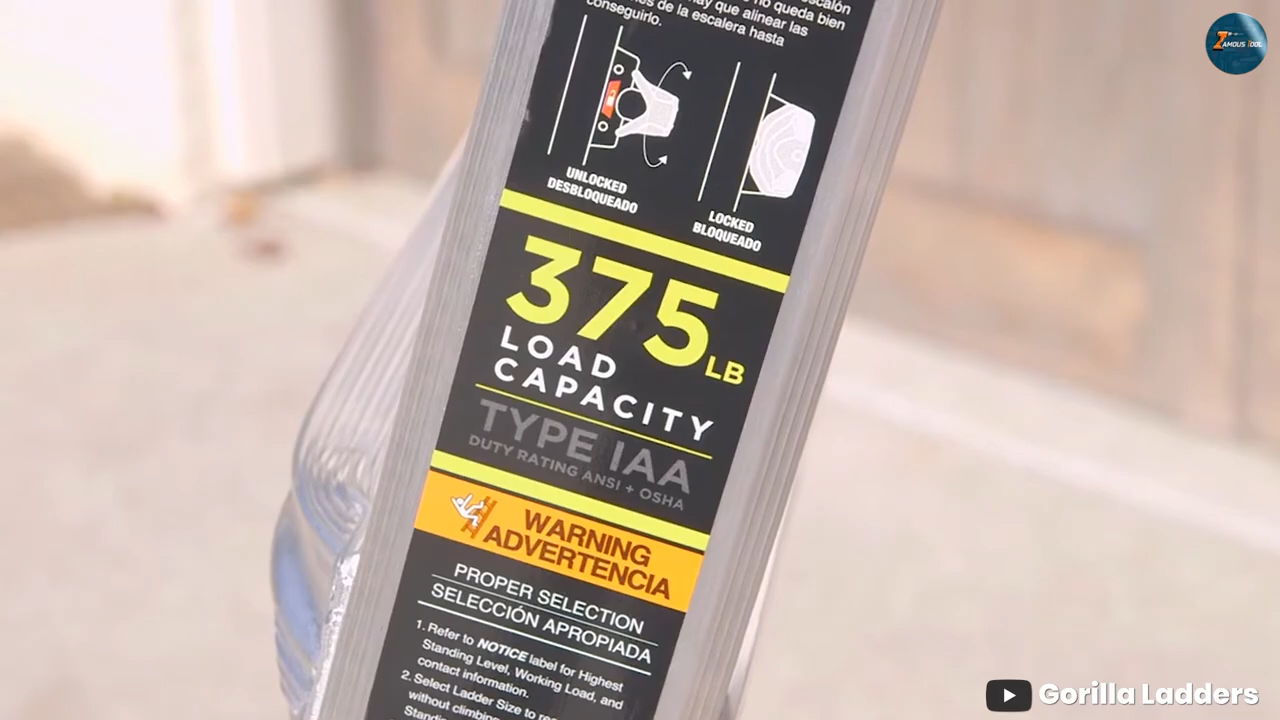 no queda bien
hay que alinear las
de la escalera hasta
conseguirlo.
UNLOCKED
DESBLOQUEADO
LOCKED
BLOQUEADO
375 LB
LOAD
CAPACITY
TYPE IAA
DUTY RATING ANSI + OSHA
WARNING
ADVERTENCIA
PROPER SELECTION
SELECCIÓN APROPIADA
1. Refer to NOTICE label for Highest
Standing Level, Working Load, and
contact information.
2. Select Ladder Size to
without
ZAMOUS TOOL
Gorilla Ladders